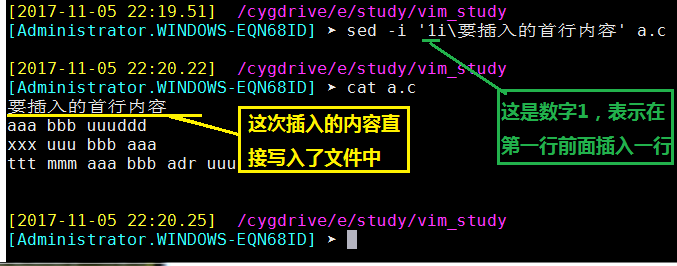 [2017-11-05 22:19.51]  /cygdrive/e/study/vim_study
[Administrator.WINDOWS-EQN68ID] ➤ sed -i '1i\要插入的首行内容' a.c
[2017-11-05 22:20.22]  /cygdrive/e/study/vim_study
[Administrator.WINDOWS-EQN68ID] ➤ cat a.c
要插入的首行内容
aaa bbb uuuddd
xxx uuu bbb aaa
ttt mmm aaa bbb adr uuu
这次插入的内容直
接写入了文件中
这是数字1，表示在
第一行前面插入一行
[2017-11-05 22:20.25]  /cygdrive/e/study/vim_study
[Administrator.WINDOWS-EQN68ID] ➤